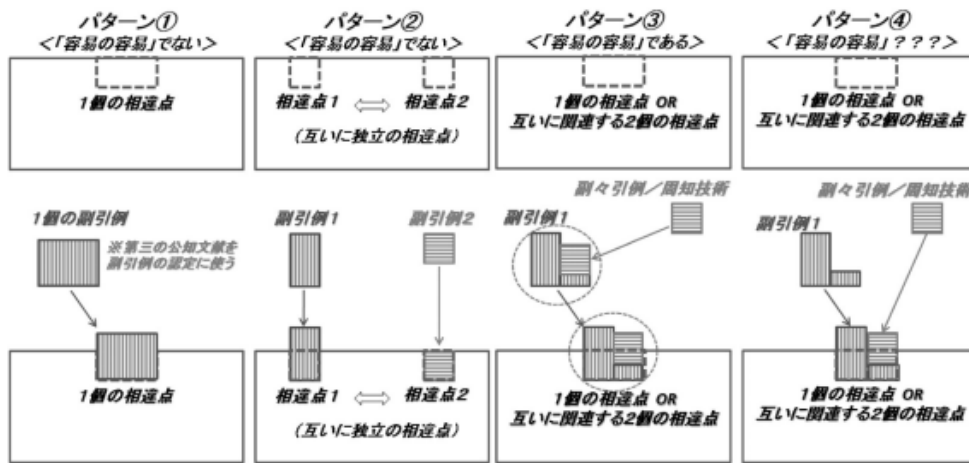 パターン①
<「容易の容易」でない>
1個の相違点
1個の副引例
※第三の公知文献を
副引例の認定に使う
1個の相違点
パターン②
<「容易の容易」でない>
相違点1 ⇔ 相違点2
(互いに独立の相違点)
副引例1
副引例2
相違点1 ⇔ 相違点2
(互いに独立の相違点)
パターン③
<「容易の容易」である>
1個の相違点 OR
互いに関連する2個の相違点
副々引例/周知技術
副引例1
1個の相違点 OR
互いに関連する2個の相違点
パターン④
<「容易の容易」???>
1個の相違点 OR
互いに関連する2個の相違点
副々引例/周知技術
副引例1
1個の相違点 OR
互いに関連する2個の相違点